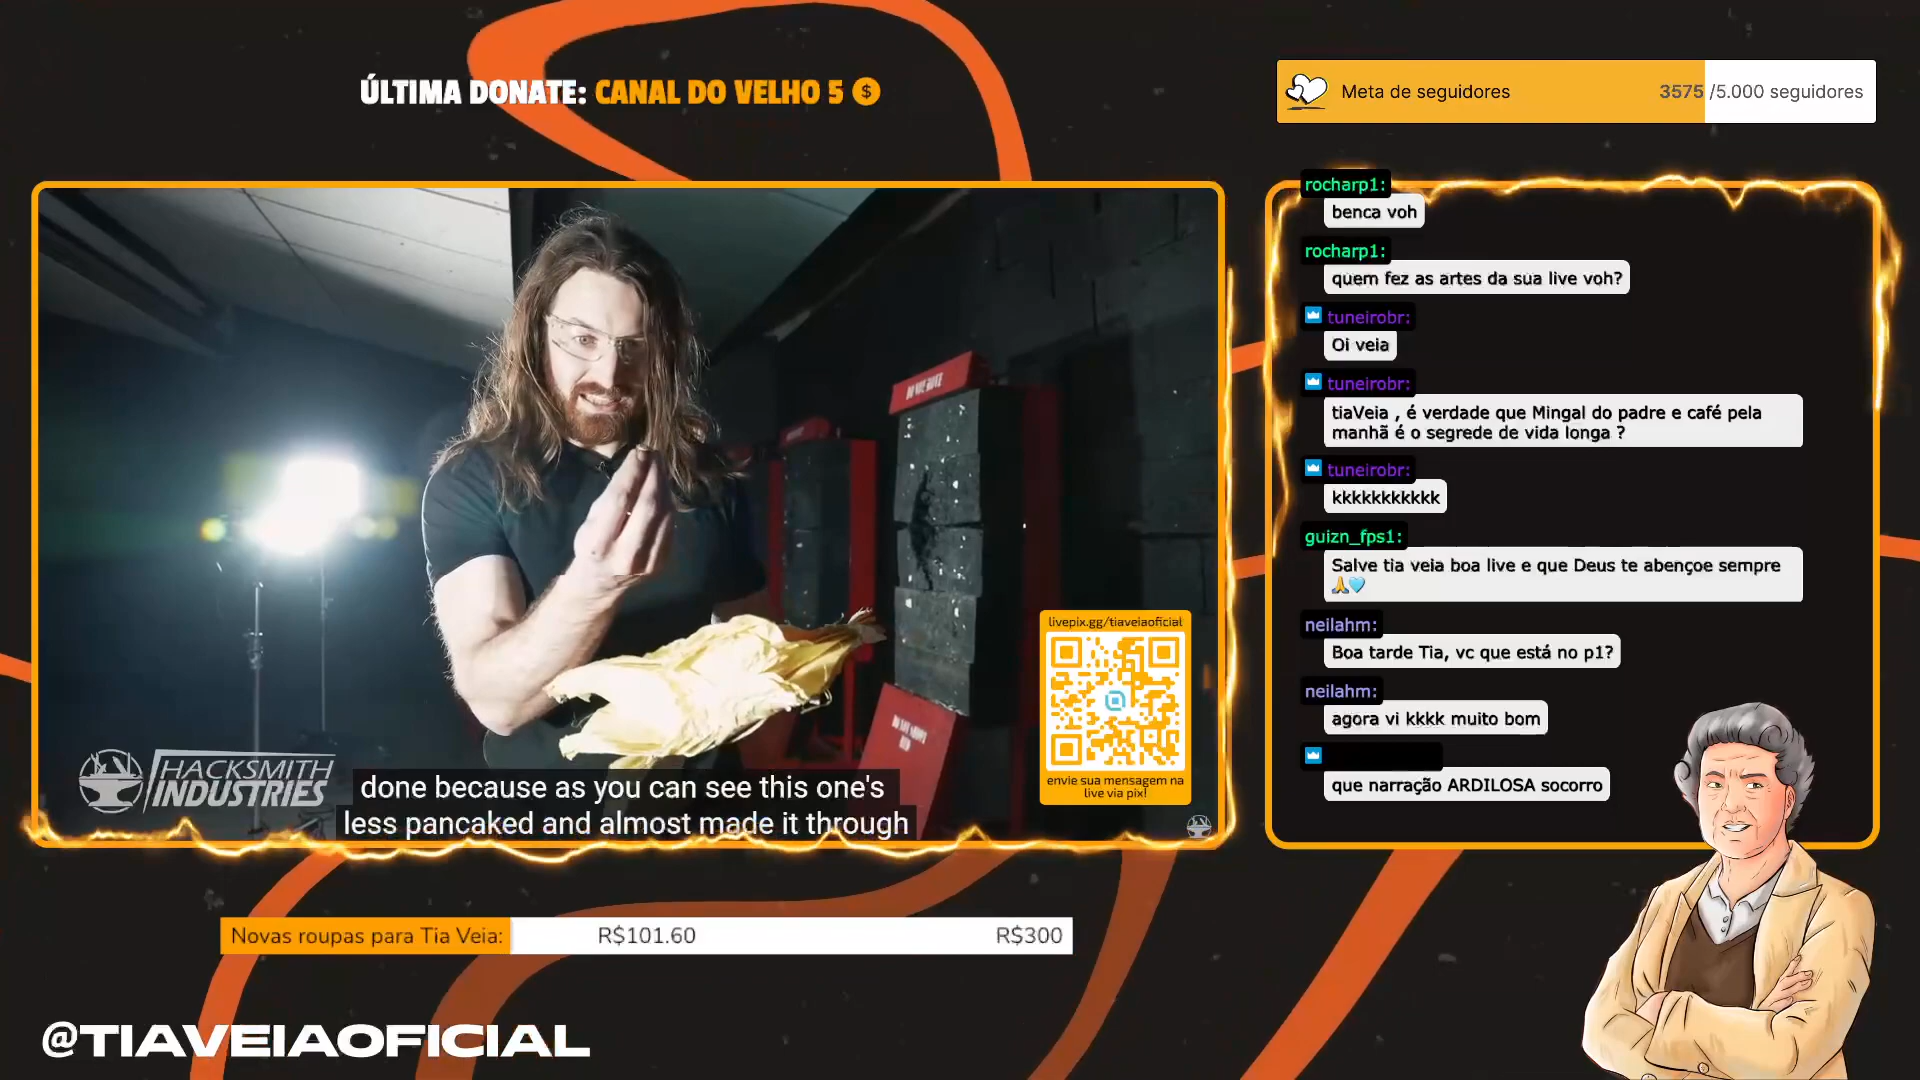 ÚLTIMA DONATE: CANAL DO VELHO 5
Meta de seguidores 3575 /5.000 seguidores
rocharp1:
benca voh
rocharp1:
quem fez as artes da sua live voh?
tuneirobr:
Oi veia
tuneirobr:
tiaVeia , é verdade que Mingal do padre e café pela
manhã é o segrede de vida longa ?
tuneirobr:
kkkkkkkkkkk
guizn_fps1:
Salve tia veia boa live e que Deus te abençoe sempre
🙏🩵
neilahm:
Boa tarde Tia, vc que está no p1?
neilahm:
agora vi kkkk muito bom
que narração ARDILOSA socorro
livepix.gg/tiaveiaoficial
envie sua mensagem na
live via pix!
HACKSMITH
INDUSTRIES
done because as you can see this one's
less pancaked and almost made it through
Novas roupas para Tia Veia: R$101.60 R$300
@TIAVEIAOFICIAL